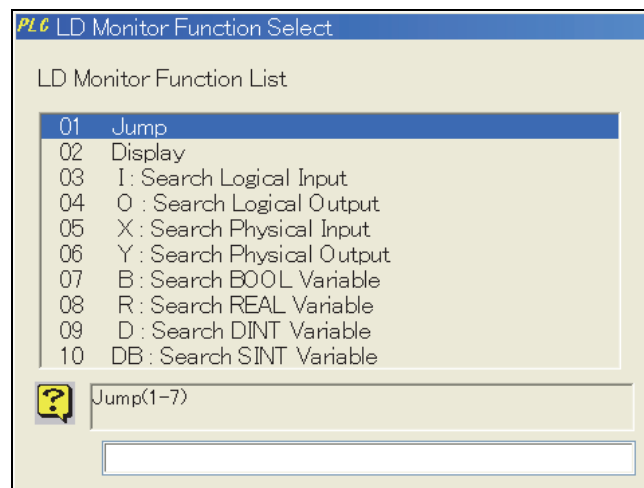 PLC LD Monitor Function Select
LD Monitor Function List
01 Jump
02 Display
03 I : Search Logical Input
04 O : Search Logical Output
05 X : Search Physical Input
06 Y : Search Physical Output
07 B : Search BOOL Variable
08 R : Search REAL Variable
09 D : Search DINT Variable
10 DB : Search SINT Variable
?
Jump(1-7)